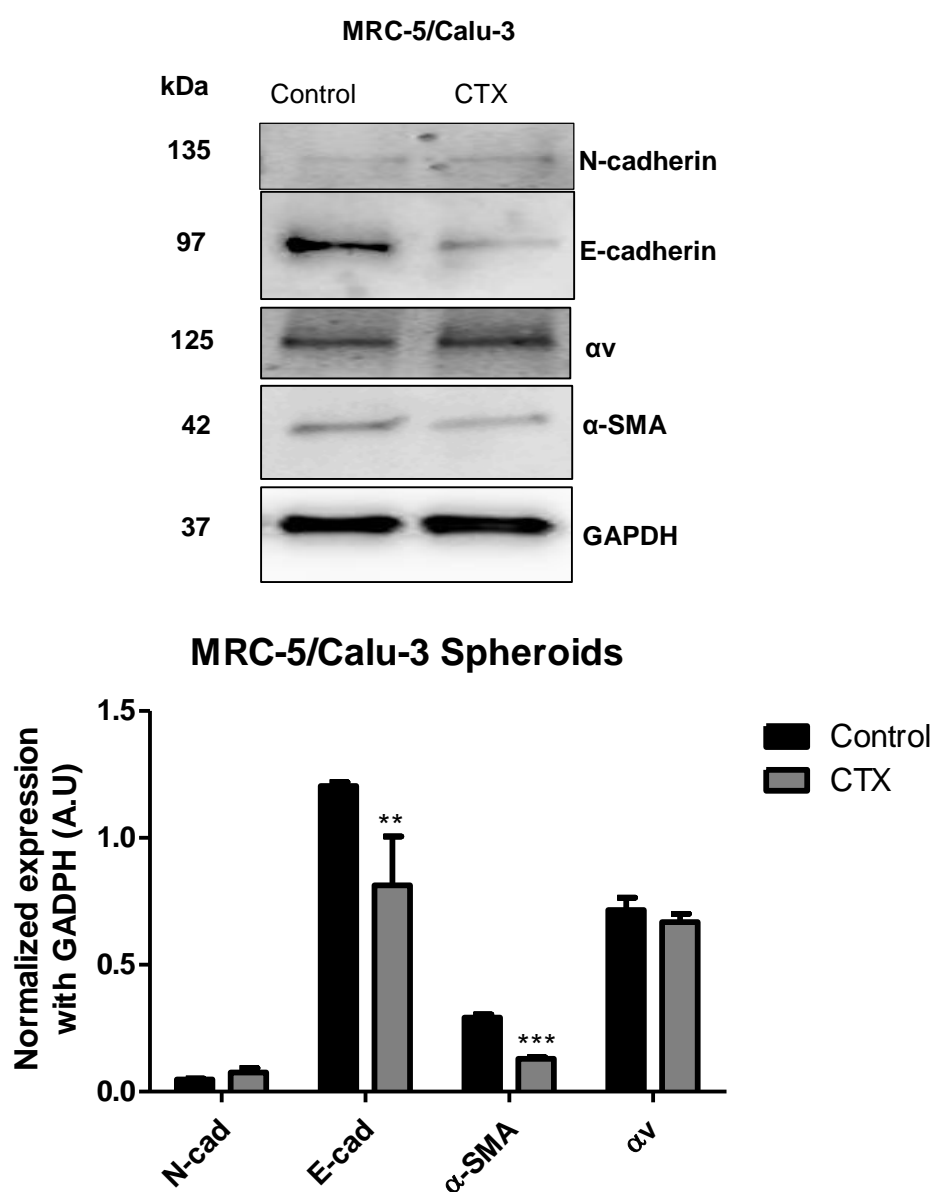 MRC-5/Calu-3
kDa
Control CTX
135 N-cadherin
97 E-cadherin
125 αv
42 α-SMA
37 GAPDH
MRC-5/Calu-3 Spheroids
Normalized expression
with GADPH (A.U)
1.5
1.0
0.5
0.0
**
***
Control
CTX
N-cad E-cad α-SMA αv